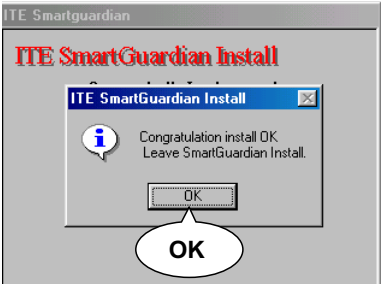 ITE Smartguardian
ITE SmartGuardian Install
ITE SmartGuardian Install
Congratulation install OK
Leave SmartGuardian Install.
OK
OK